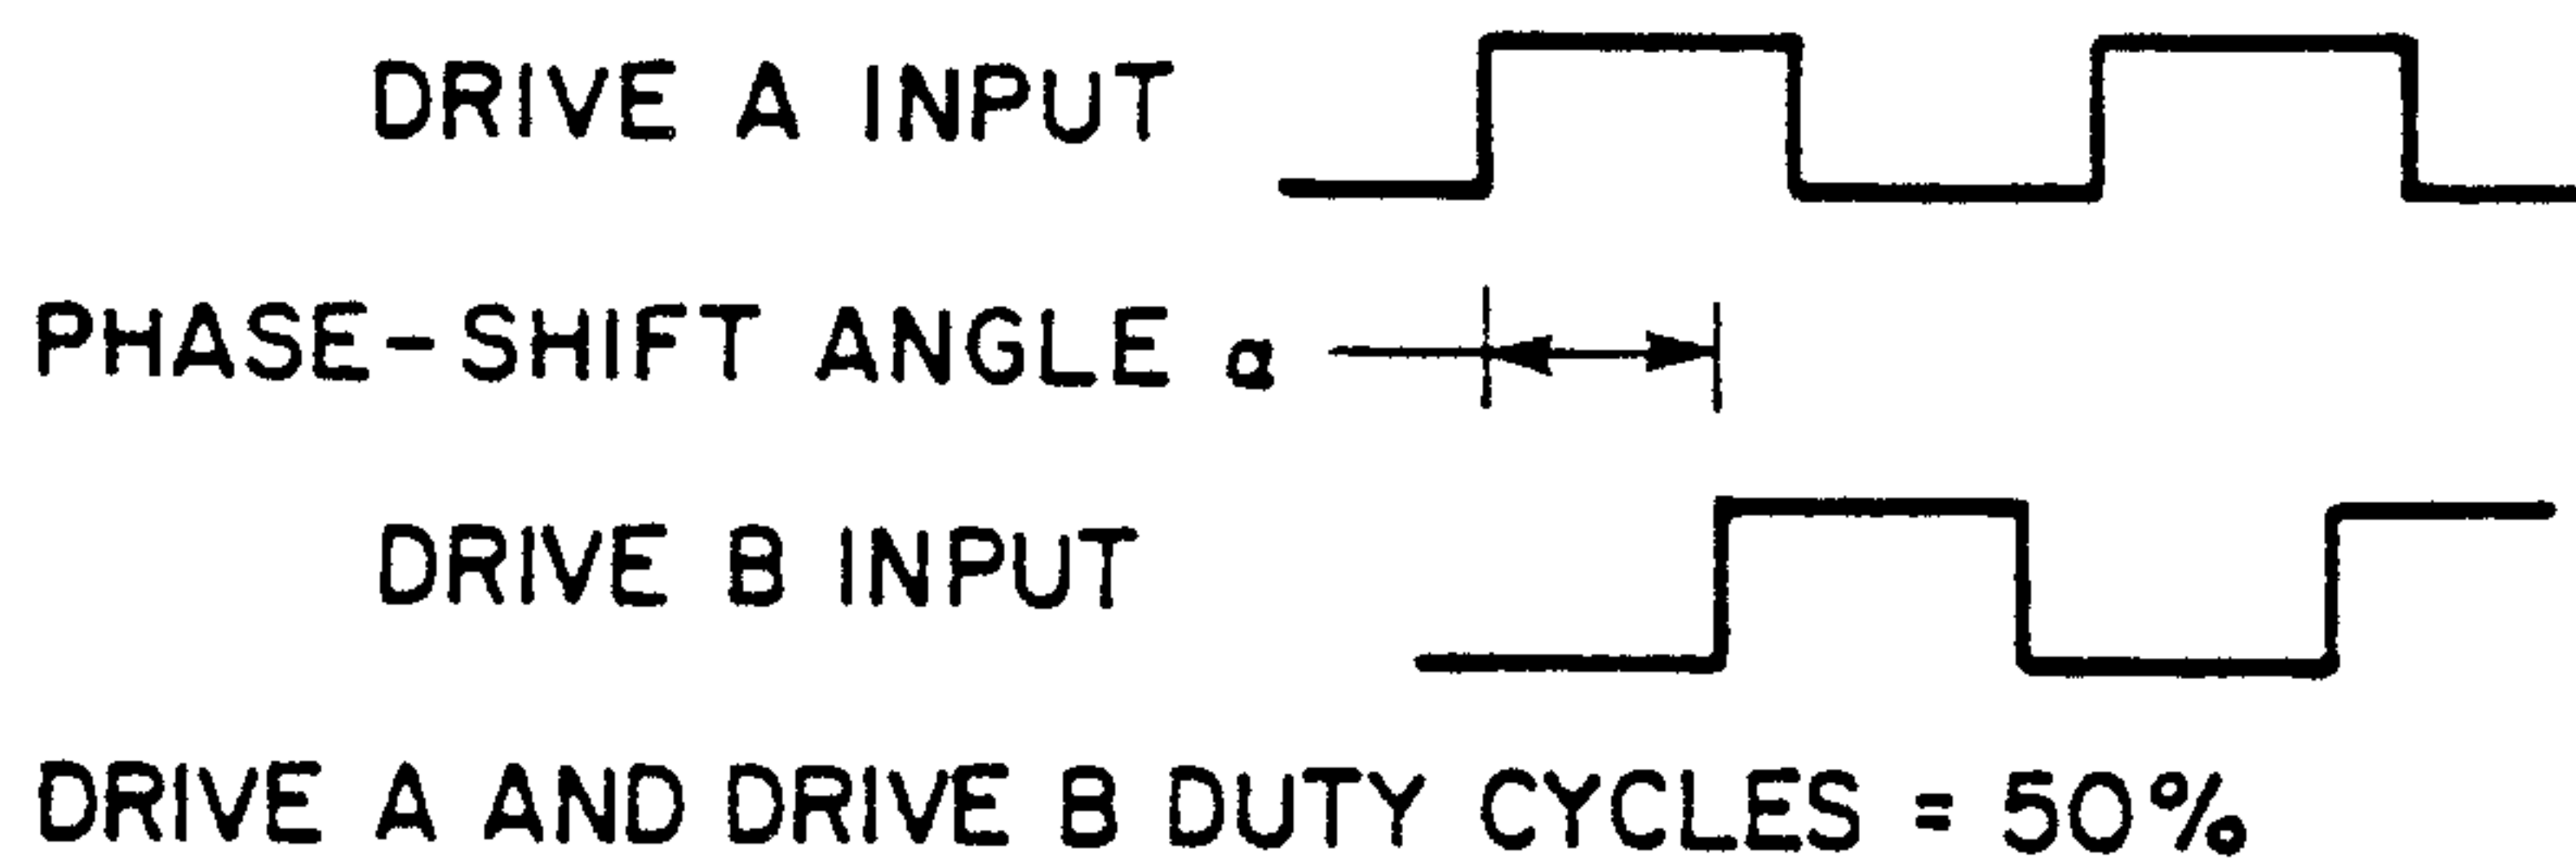 DRIVE A INPUT
PHASE-SHIFT ANGLE α
DRIVE B INPUT
DRIVE A AND DRIVE B DUTY CYCLES = 50%